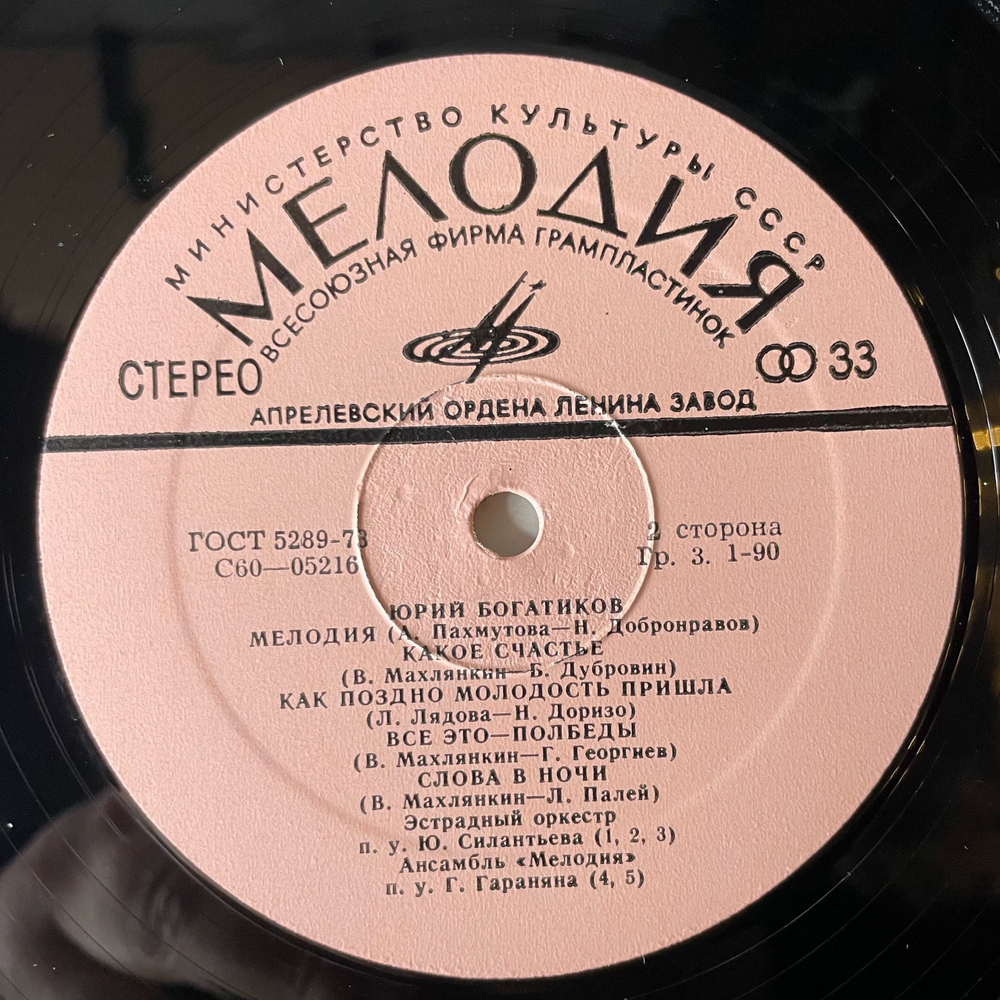 МИНИСТЕРСТВО КУЛЬТУРЫ СССР
МЕЛОДИЯ
ВСЕСОЮЗНАЯ ФИРМА ГРАМПЛАСТИНОК
СТЕРЕО
33
АПРЕЛЕВСКИЙ ОРДЕНА ЛЕНИНА ЗАВОД
ГОСТ 5289-73
С60—05216
2 сторона
Гр. 3. 1-90
ЮРИЙ БОГАТИКОВ
МЕЛОДИЯ (А. Пахмутова—Н. Добронравов)
КАКОЕ СЧАСТЬЕ
(В. Махлянкин—Б. Дубровин)
КАК ПОЗДНО МОЛОДОСТЬ ПРИШЛА
(Л. Лядова—Н. Доризо)
ВСЕ ЭТО—ПОЛБЕДЫ
(В. Махлянкин—Г. Георгиев)
СЛОВА В НОЧИ
(В. Махлянкин—Л. Палей)
Эстрадный оркестр
п. у. Ю. Силантьева (1, 2, 3)
Ансамбль «Мелодия»
п. у. Г. Гараняна (4, 5)